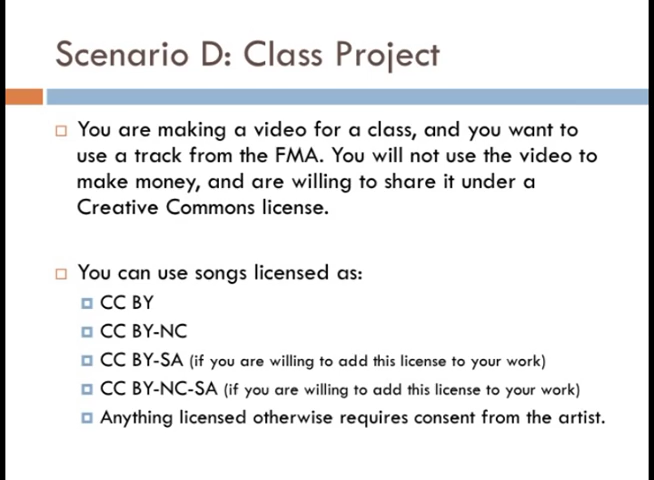 Scenario D: Class Project
You are making a video for a class, and you want to
use a track from the FMA. You will not use the video to
make money, and are willing to share it under a
Creative Commons license.
You can use songs licensed as:
CC BY
CC BY-NC
CC BY-SA (if you are willing to add this license to your work)
CC BY-NC-SA (if you are willing to add this license to your work)
Anything licensed otherwise requires consent from the artist.